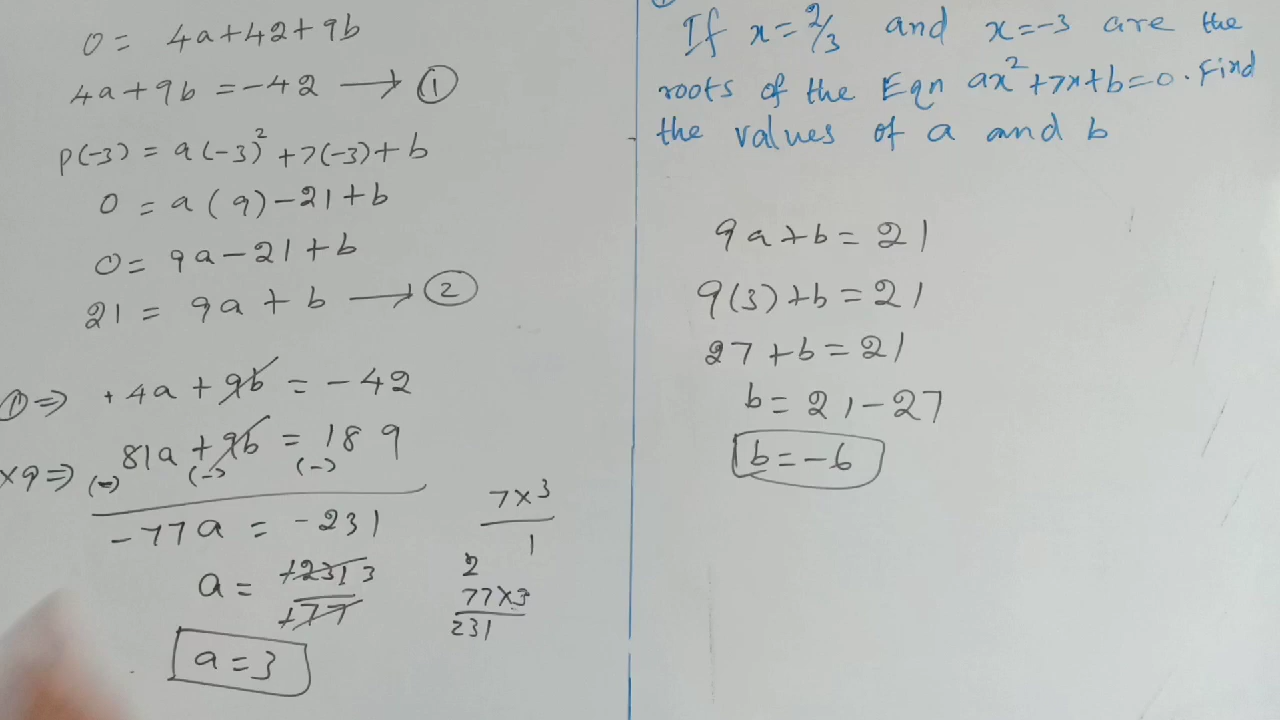 0 = 4a+42+9b
4a+9b = -42 → ①
P(-3) = a(-3)²+7(-3)+b
0 = a(9)-21+b
0 = 9a-21+b
21 = 9a+b → ②
①⇒ +4a+9b = -42
×9⇒ 81a+9b = 189
(-) (-) (-)
-77a = -231
a = +231 3
+77
a=3
7×3
1
2
77×3
231
If x=2/3 and x=-3 are the
roots of the Eqn ax²+7x+b=0. Find
the values of a and b
9a+b = 21
9(3)+b = 21
27+b = 21
b = 21-27
b = -6